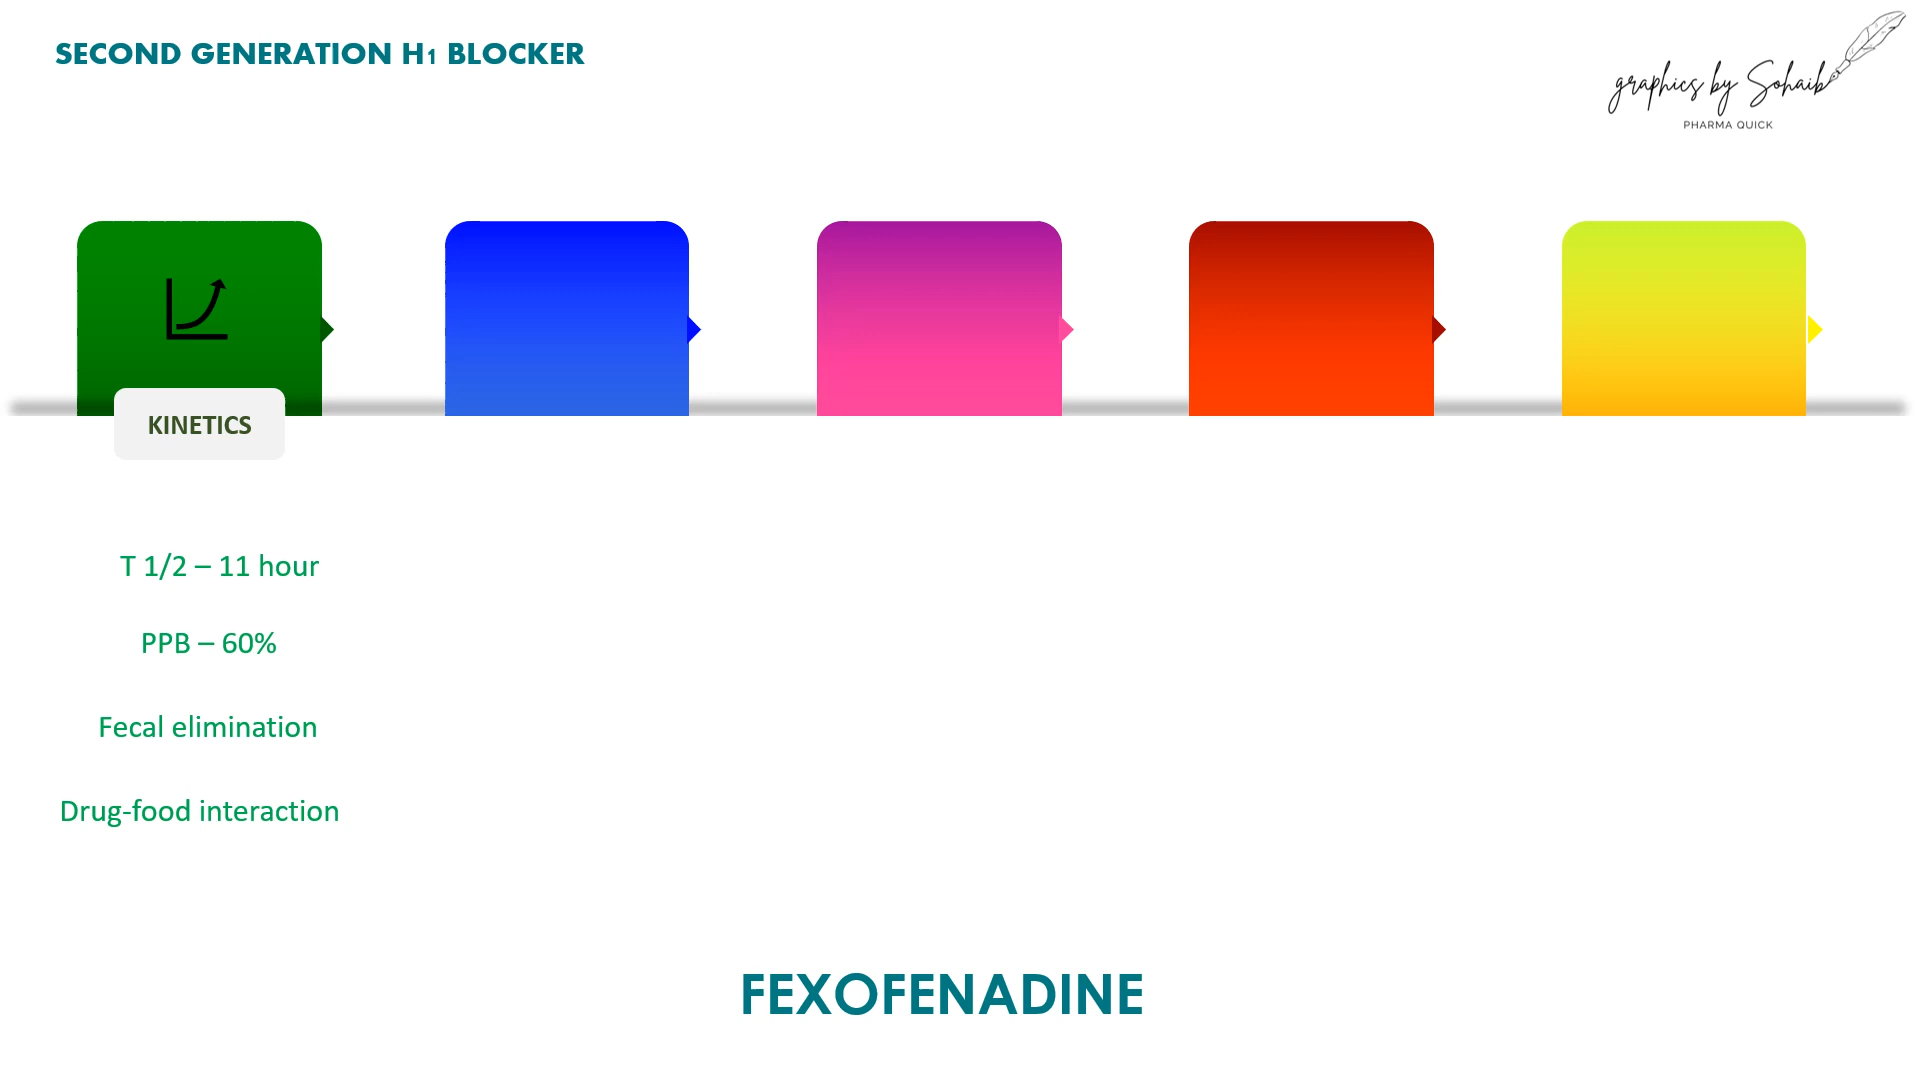 SECOND GENERATION H1 BLOCKER
graphics by Sohaib
PHARMA QUICK
KINETICS
T 1/2 – 11 hour
PPB – 60%
Fecal elimination
Drug-food interaction
FEXOFENADINE